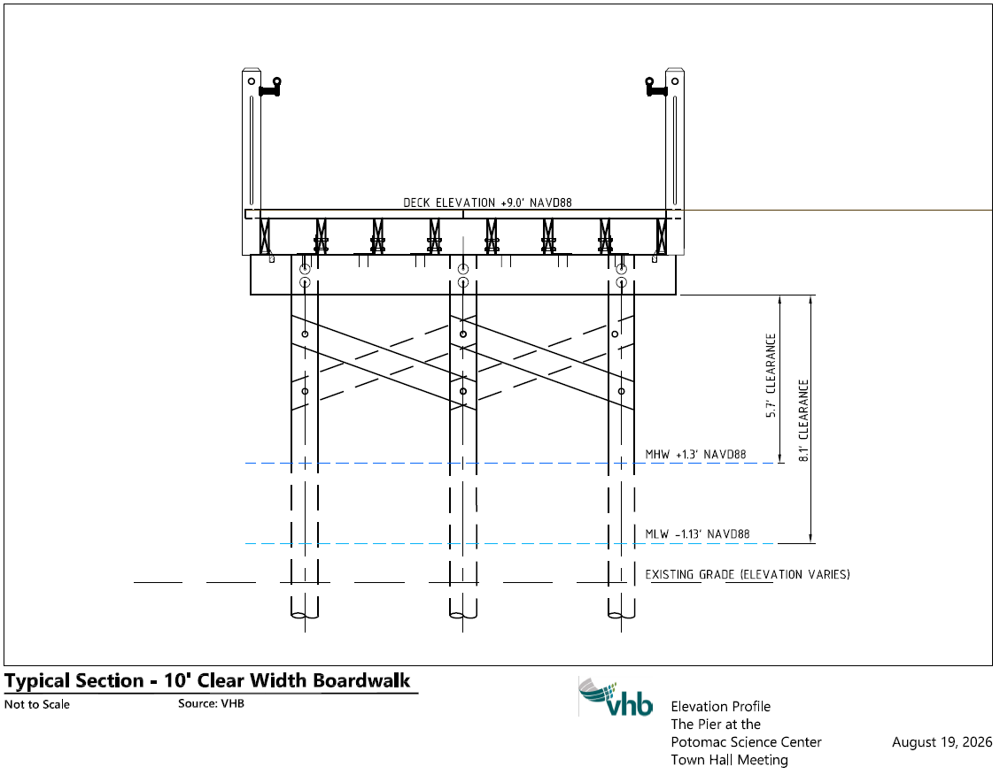 DECK ELEVATION +9.0' NAVD88
5.7' CLEARANCE
8.1' CLEARANCE
MHW +1.3' NAVD88
MLW -1.13' NAVD88
EXISTING GRADE (ELEVATION VARIES)
Typical Section - 10' Clear Width Boardwalk
Not to Scale
Source: VHB
vhb
Elevation Profile
The Pier at the
Potomac Science Center
Town Hall Meeting
August 19, 2026